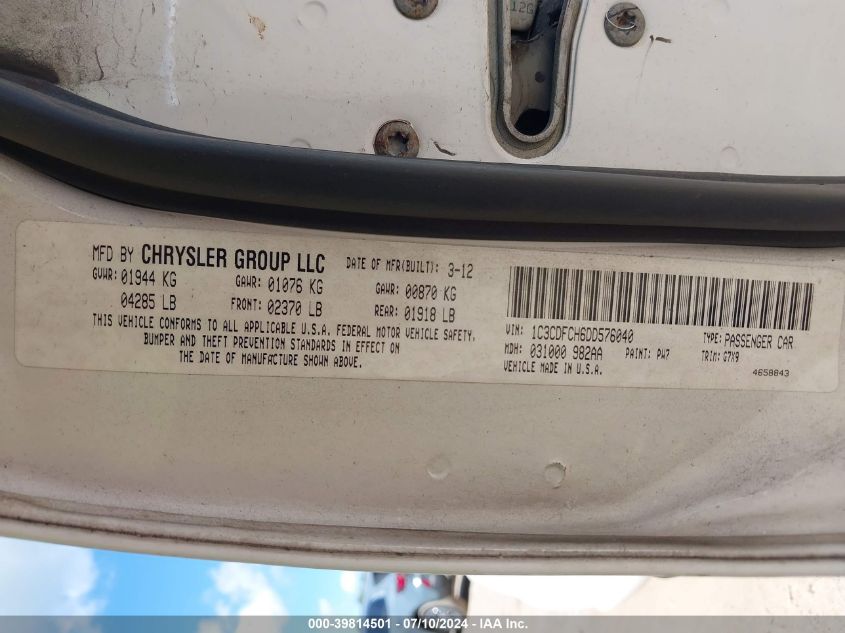 12G
MFD BY CHRYSLER GROUP LLC DATE OF MFR(BUILT): 3-12
GVWR: 01944 KG GAWR: 01076 KG GAWR: 00870 KG
04285 LB FRONT: 02370 LB REAR: 01918 LB
THIS VEHICLE CONFORMS TO ALL APPLICABLE U.S.A. FEDERAL MOTOR VEHICLE SAFETY,
BUMPER AND THEFT PREVENTION STANDARDS IN EFFECT ON
THE DATE OF MANUFACTURE SHOWN ABOVE.
VIN: 1C3CDFCH6DD576040 TYPE: PASSENGER CAR
MDH: 031000 982AA PAINT: PW7 TRIM: G7X9
VEHICLE MADE IN U.S.A. 4658843
000-39814501 - 07/10/2024 - IAA Inc.